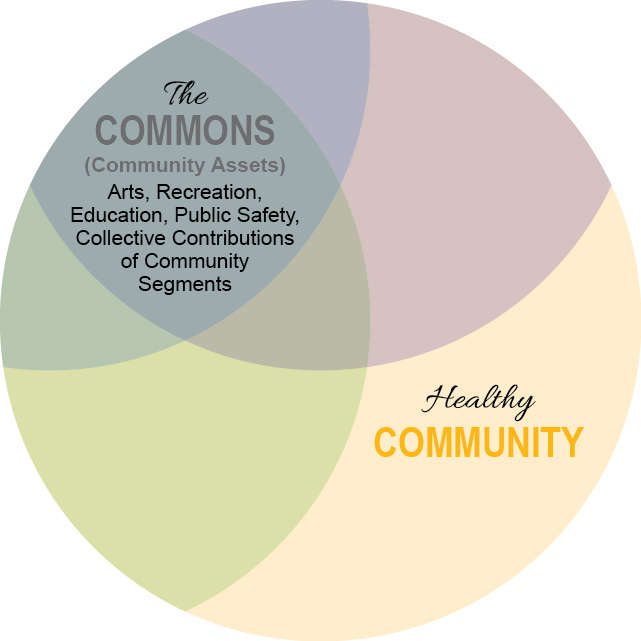 The
COMMONS
(Community Assets)
Arts, Recreation,
Education, Public Safety,
Collective Contributions
of Community
Segments
Healthy
COMMUNITY